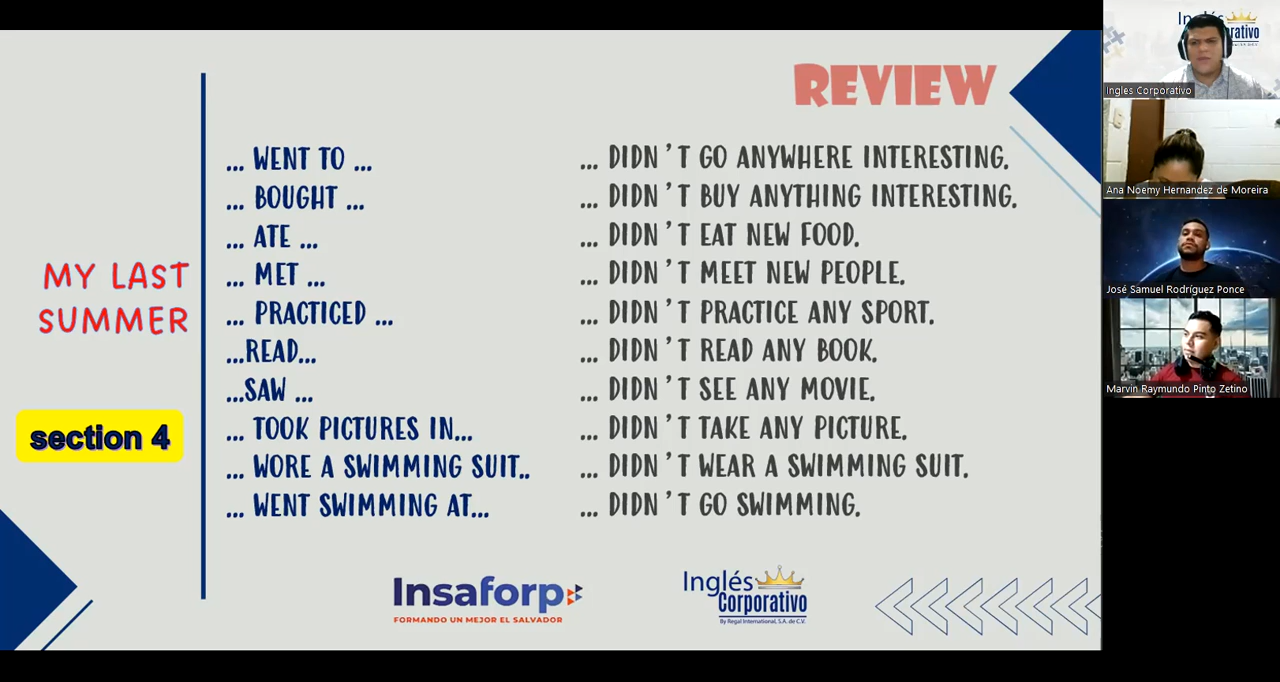 REVIEW
... WENT TO ...
... BOUGHT ...
... ATE ...
... MET ...
... PRACTICED ...
...READ...
...SAW ...
... TOOK PICTURES IN...
... WORE A SWIMMING SUIT..
... WENT SWIMMING AT...
... DIDN'T GO ANYWHERE INTERESTING.
... DIDN'T BUY ANYTHING INTERESTING.
... DIDN'T EAT NEW FOOD.
... DIDN'T MEET NEW PEOPLE.
... DIDN'T PRACTICE ANY SPORT.
... DIDN'T READ ANY BOOK.
... DIDN'T SEE ANY MOVIE.
... DIDN'T TAKE ANY PICTURE.
... DIDN'T WEAR A SWIMMING SUIT.
... DIDN'T GO SWIMMING.
MY LAST
SUMMER
section 4
Insaforp
FORMANDO UN MEJOR EL SALVADOR
Inglés
Corporativo
By Regal International, S.A. de C.V.
Ingles Corporativo
Ana Noemy Hernandez de Moreira
José Samuel Rodríguez Ponce
Marvin Raymundo Pinto Zetino